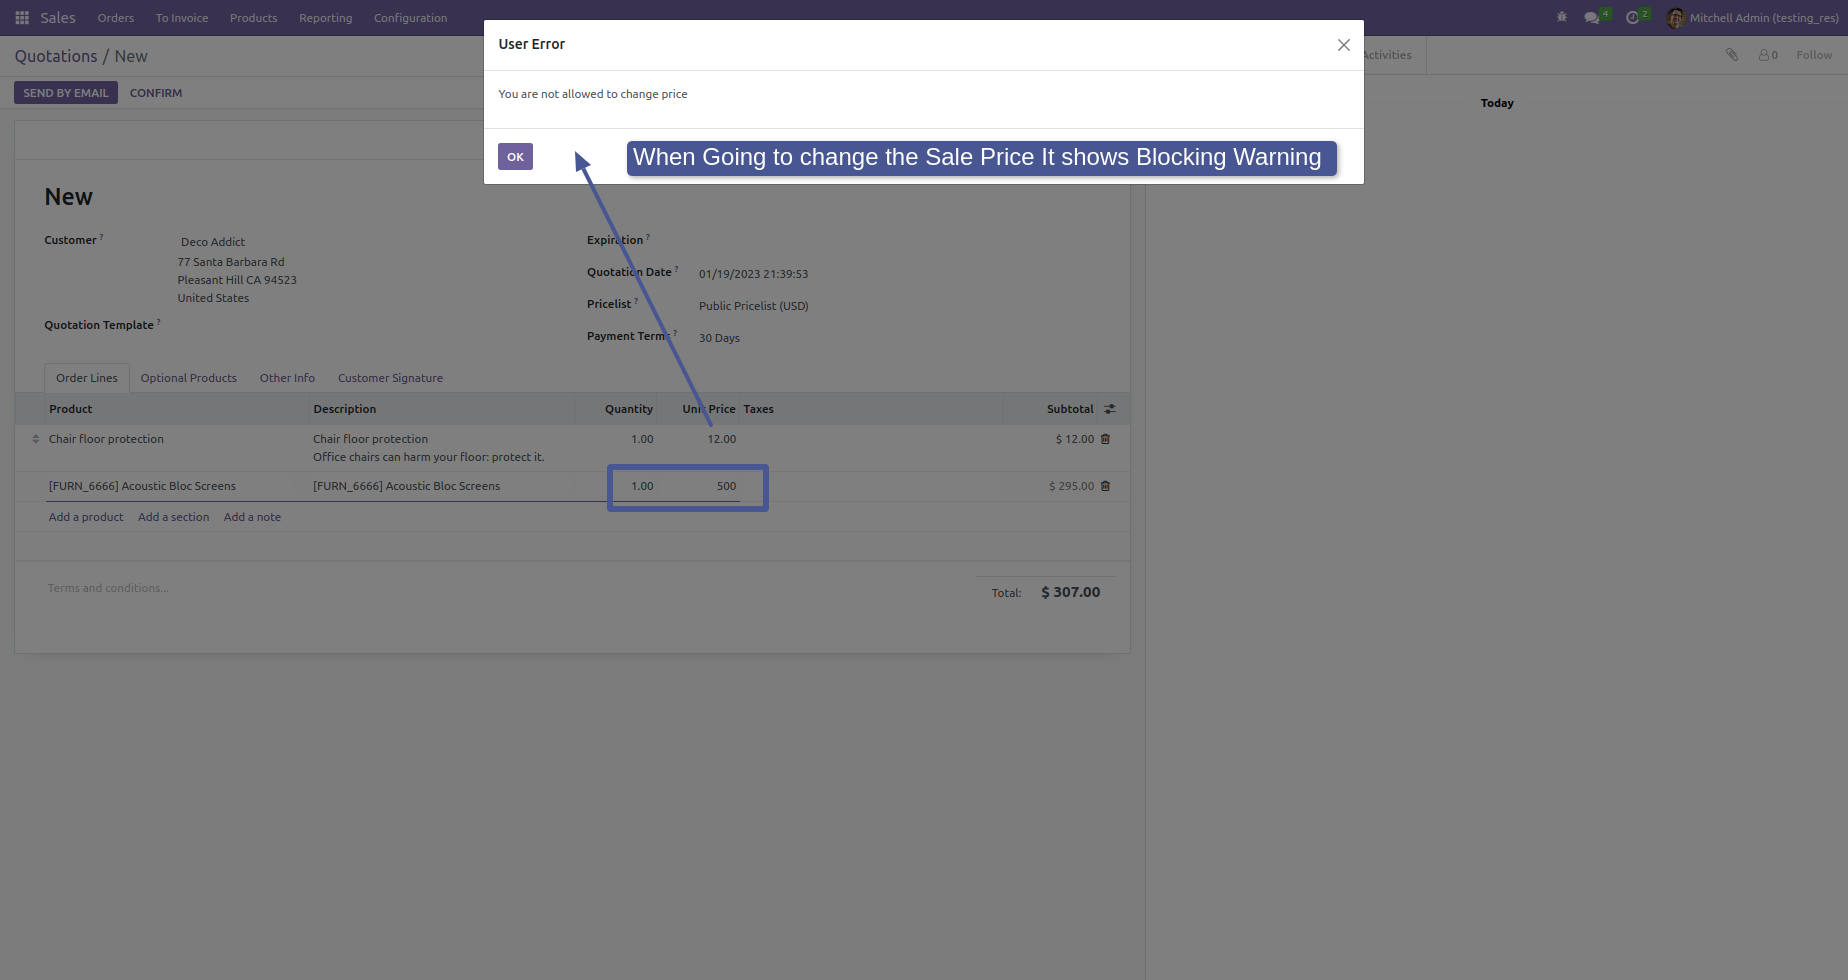 Sales Orders To Invoice Products Reporting Configuration
4 2 Mitchell Admin (testing_res)
User Error
Quotations / New
Activities 0 Follow
SEND BY EMAIL CONFIRM
You are not allowed to change price
Today
OK
When Going to change the Sale Price It shows Blocking Warning
New
Customer ? Deco Addict
77 Santa Barbara Rd
Pleasant Hill CA 94523
United States
Quotation Template ?
Expiration ?
Quotation Date ? 01/19/2023 21:39:53
Pricelist ? Public Pricelist (USD)
Payment Terms ? 30 Days
Order Lines Optional Products Other Info Customer Signature
Product Description Quantity Unit Price Taxes Subtotal
Chair floor protection Chair floor protection 1.00 12.00 $ 12.00
Office chairs can harm your floor: protect it.
[FURN_6666] Acoustic Bloc Screens [FURN_6666] Acoustic Bloc Screens 1.00 500 $ 295.00
Add a product Add a section Add a note
Terms and conditions...
Total: $ 307.00